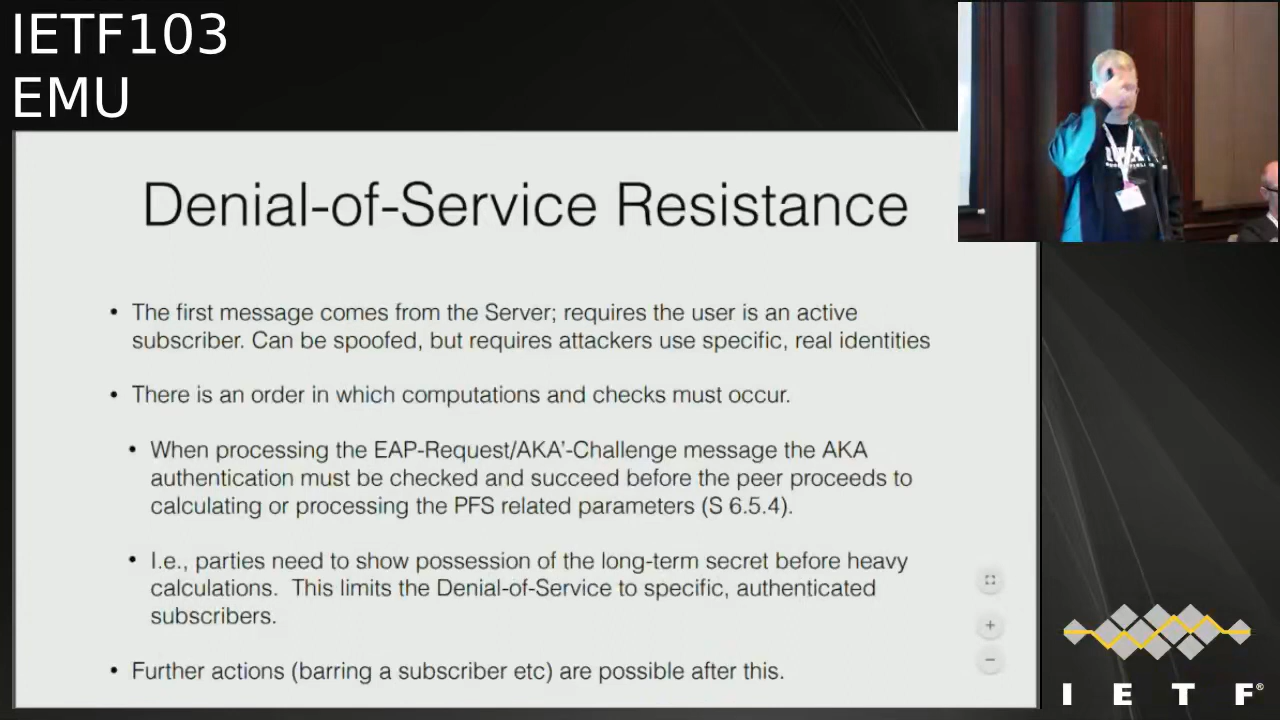 IETF103
EMU
Denial-of-Service Resistance
• The first message comes from the Server; requires the user is an active
subscriber. Can be spoofed, but requires attackers use specific, real identities
• There is an order in which computations and checks must occur.
• When processing the EAP-Request/AKA’-Challenge message the AKA
authentication must be checked and succeed before the peer proceeds to
calculating or processing the PFS related parameters (S 6.5.4).
• I.e., parties need to show possession of the long-term secret before heavy
calculations.  This limits the Denial-of-Service to specific, authenticated
subscribers.
• Further actions (barring a subscriber etc) are possible after this.
I E T F®